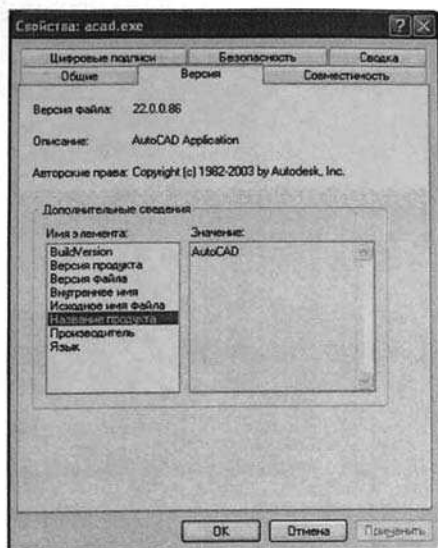 Свойства: acad.exe
Цифровые подписи Безопасность Сводка
Общие Версия Совместимость
Версия файла: 22.0.0.86
Описание: AutoCAD Application
Авторские права: Copyright (c) 1982-2003 by Autodesk, Inc.
Дополнительные сведения
Имя элемента: Значение:
BuildVersion AutoCAD
Версия продукта
Версия файла
Внутреннее имя
Исходное имя файла
Название продукта
Производитель
Язык
OK Отмена Применить